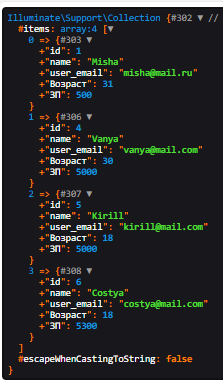 Illuminate\Support\Collection {#302 ▼ //
#items: array:4 [▼
0 => {#303 ▼
+"id": 1
+"name": "Misha"
+"user_email": "misha@mail.ru"
+"Возраст": 31
+"ЗП": 500
}
1 => {#306 ▼
+"id": 4
+"name": "Vanya"
+"user_email": "vanya@mail.com"
+"Возраст": 30
+"ЗП": 5000
}
2 => {#307 ▼
+"id": 5
+"name": "Kirill"
+"user_email": "kirill@mail.com"
+"Возраст": 18
+"ЗП": 5000
}
3 => {#308 ▼
+"id": 6
+"name": "Costya"
+"user_email": "costya@mail.com"
+"Возраст": 18
+"ЗП": 5300
}
]
#escapeWhenCastingToString: false
}